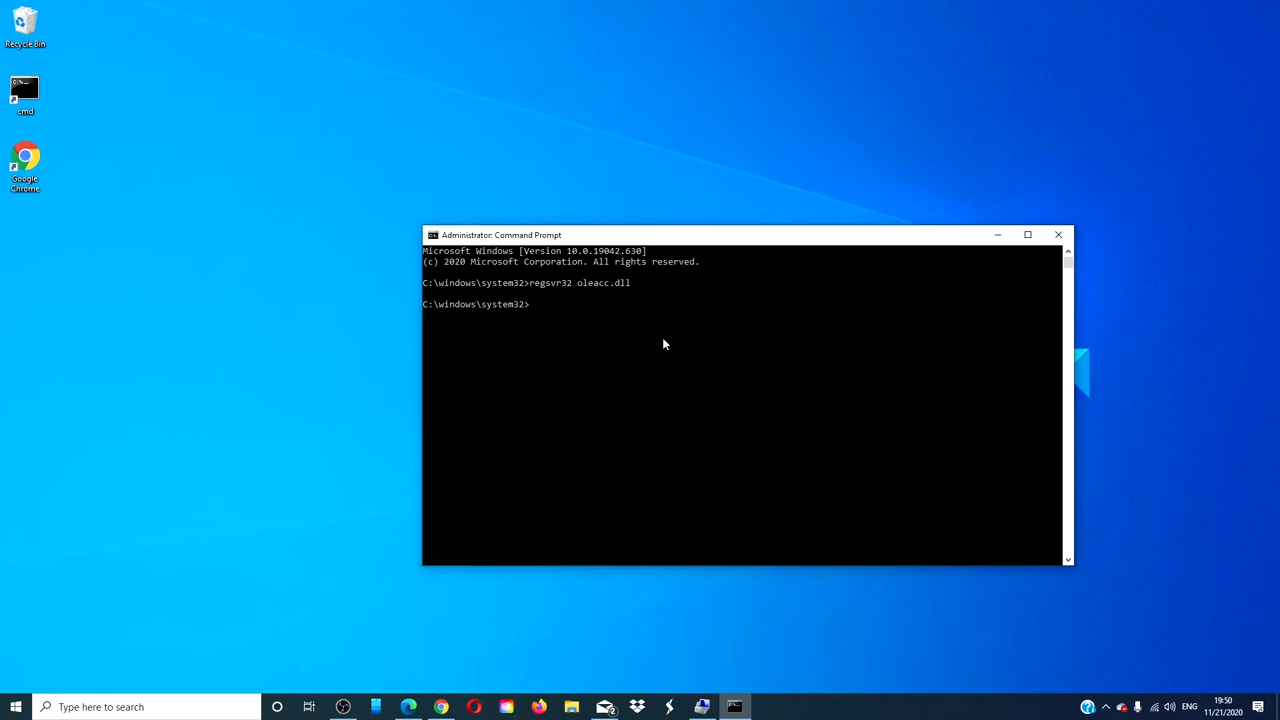 Recycle Bin
cmd
Google
Chrome
Administrator: Command Prompt
Microsoft Windows [Version 10.0.19042.630]
(c) 2020 Microsoft Corporation. All rights reserved.
C:\windows\system32>regsvr32 oleacc.dll
C:\windows\system32>
Type here to search
2
ENG
19:50
11/21/2020